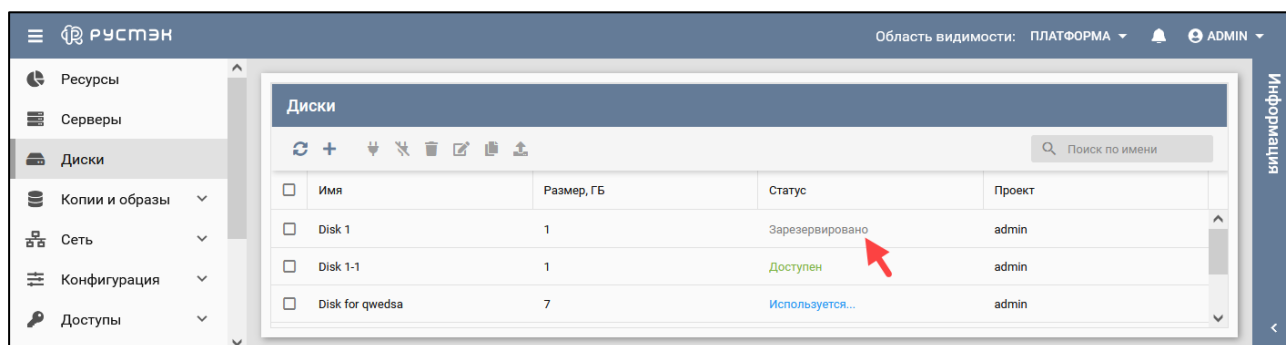 РУСТЭК
Область видимости: ПЛАТФОРМА
ADMIN
Ресурсы
Серверы
Диски
Копии и образы
Сеть
Конфигурация
Доступы
Диски
Поиск по имени
Имя Размер, ГБ Статус Проект
Disk 1 1 Зарезервировано admin
Disk 1-1 1 Доступен admin
Disk for qwedsa 7 Используется... admin
Информация